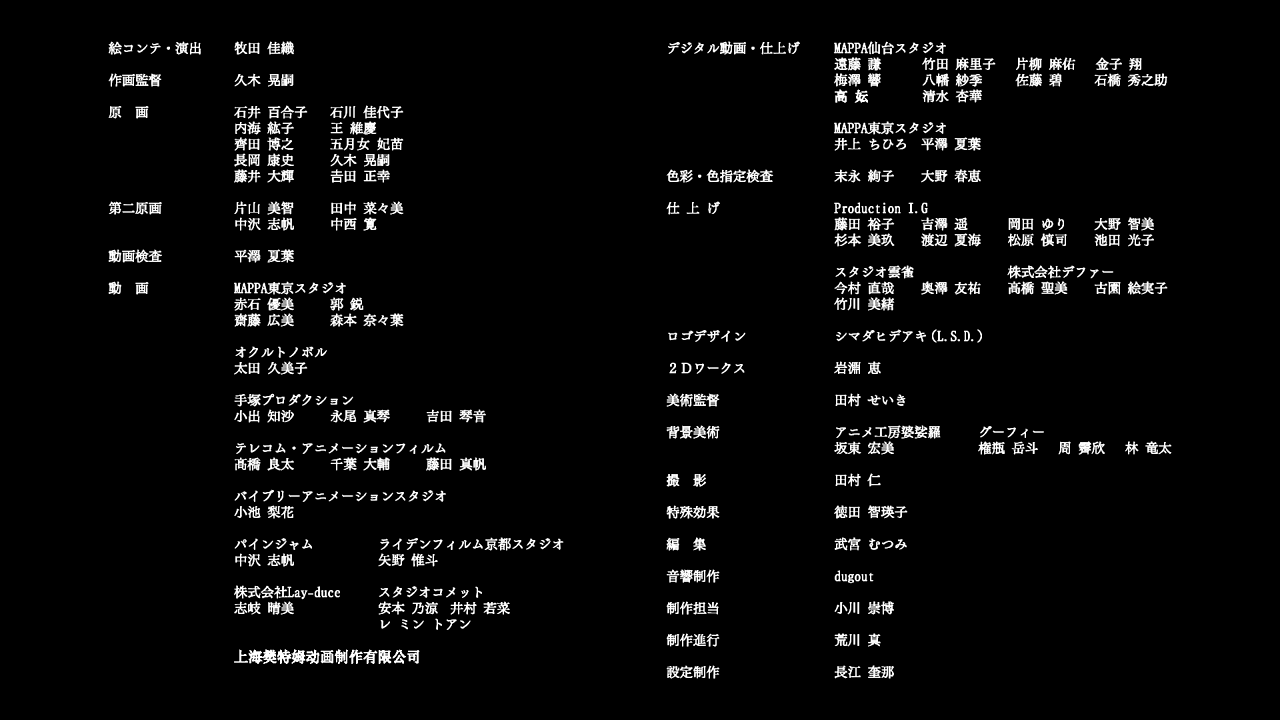 絵コンテ・演出 牧田 佳織
作画監督 久木 晃嗣
原 画 石井 百合子 石川 佳代子
内海 紘子 王 維慶
齊田 博之 五月女 妃苗
長岡 康史 久木 晃嗣
藤井 大輝 吉田 正幸
第二原画 片山 美智 田中 菜々美
中沢 志帆 中西 寛
動画検査 平澤 夏葉
動 画 MAPPA東京スタジオ
赤石 優美 郭 鋭
齋藤 広美 森本 奈々葉
オクルトノボル
太田 久美子
手塚プロダクション
小出 知沙 永尾 真琴 吉田 琴音
テレコム・アニメーションフィルム
髙橋 良太 千葉 大輔 藤田 真帆
バイブリーアニメーションスタジオ
小池 梨花
パインジャム ライデンフィルム京都スタジオ
中沢 志帆 矢野 惟斗
株式会社Lay-duce スタジオコメット
志岐 晴美 安本 乃涼 井村 若菜
レ ミン トアン
上海樊特姆动画制作有限公司
デジタル動画・仕上げ MAPPA仙台スタジオ
遠藤 謙 竹田 麻里子 片柳 麻佑 金子 翔
梅澤 響 八幡 紗季 佐藤 碧 石橋 秀之助
高 妘 清水 杏華
MAPPA東京スタジオ
井上 ちひろ 平澤 夏葉
色彩・色指定検査 末永 絢子 大野 春恵
仕 上 げ Production I.G
藤田 裕子 吉澤 遥 岡田 ゆり 大野 智美
杉本 美玖 渡辺 夏海 松原 慎司 池田 光子
スタジオ雲雀 株式会社デファー
今村 直哉 奥澤 友祐 高橋 聖美 古園 絵実子
竹川 美緒
ロゴデザイン シマダヒデアキ(L.S.D.)
２Ｄワークス 岩淵 恵
美術監督 田村 せいき
背景美術 アニメ工房婆娑羅 グーフィー
坂東 宏美 権瓶 岳斗 周 霽欣 林 竜太
撮 影 田村 仁
特殊効果 徳田 智瑛子
編 集 武宮 むつみ
音響制作 dugout
制作担当 小川 崇博
制作進行 荒川 真
設定制作 長江 奎那